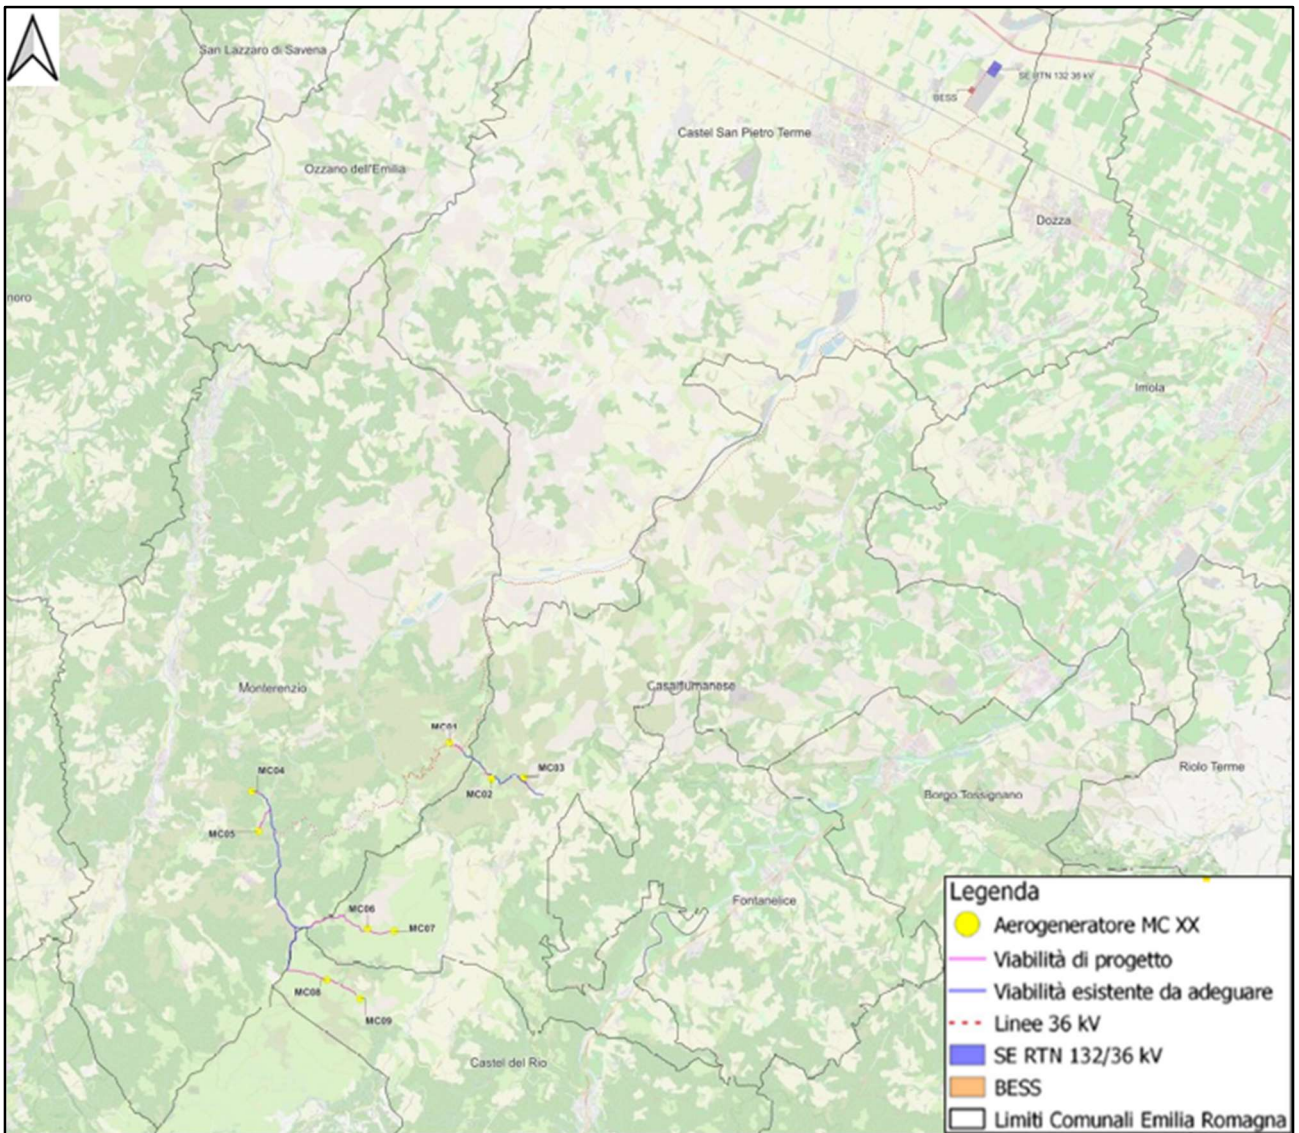 San Lazzaro di Savena
SE RTN 132 36 kV
BESS
Castel San Pietro Terme
Ozzano dell'Emilia
Dozza
noro
Imola
Monterenzio
Casalfiumanese
MC01
MC04
MC03
Riolo Terme
MC02
Borgo Tossignano
MC05
Fontanelice
MC06
MC07
MC08
MC09
Castel del Rio
Legenda
Aerogeneratore MC XX
Viabilità di progetto
Viabilità esistente da adeguare
Linee 36 kV
SE RTN 132/36 kV
BESS
Limiti Comunali Emilia Romagna